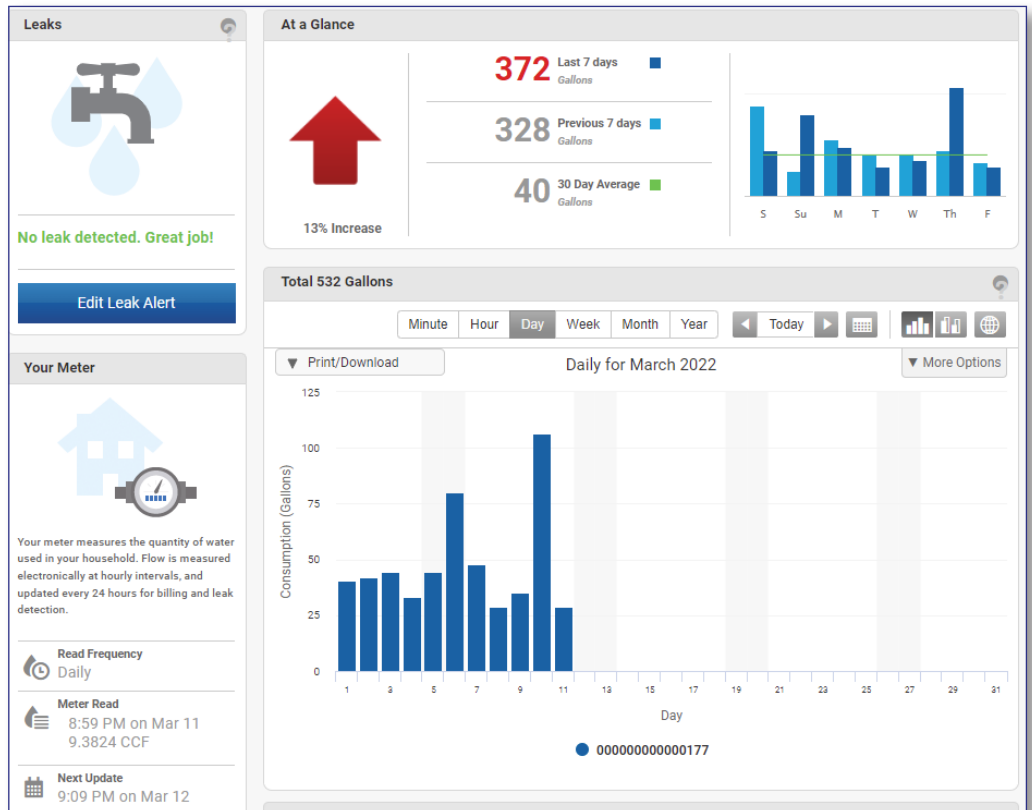 Leaks
No leak detected. Great job!
Edit Leak Alert
Your Meter
Your meter measures the quantity of water
used in your household. Flow is measured
electronically at hourly intervals, and
updated every 24 hours for billing and leak
detection.
Read Frequency
Daily
Meter Read
8:59 PM on Mar 11
9.3824 CCF
Next Update
9:09 PM on Mar 12
At a Glance
13% Increase
372 Last 7 days
Gallons
328 Previous 7 days
Gallons
40 30 Day Average
Gallons
S Su M T W Th F
Total 532 Gallons
Minute Hour Day Week Month Year Today
Print/Download
Daily for March 2022
More Options
Consumption (Gallons)
125
100
75
50
25
0
1 3 5 7 9 11 13 15 17 19 21 23 25 27 29 31
Day
000000000000177